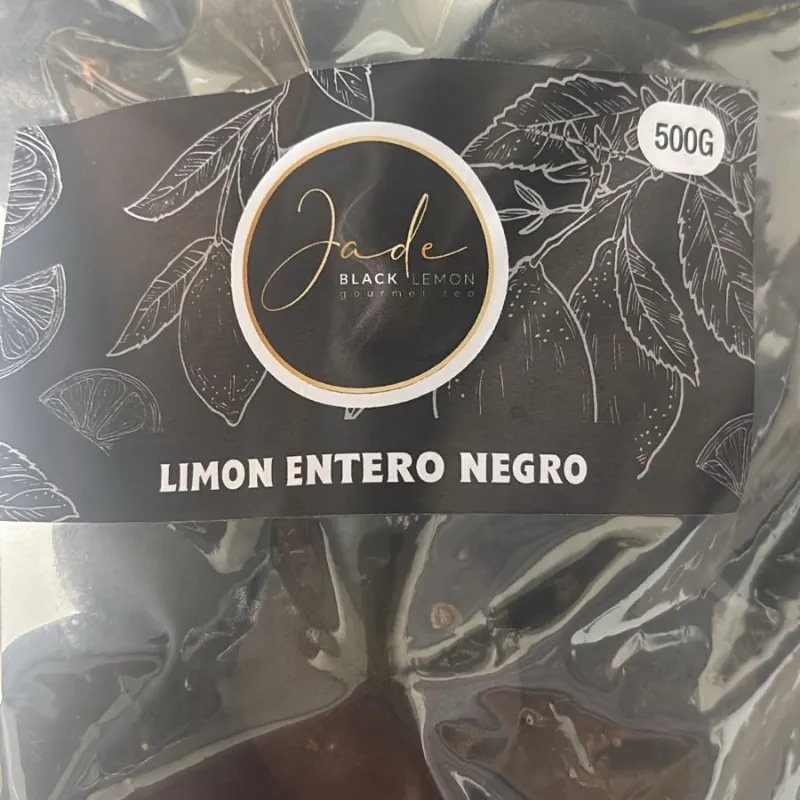 500G
Jade
BLACK LEMON
gourmet tea
LIMON ENTERO NEGRO